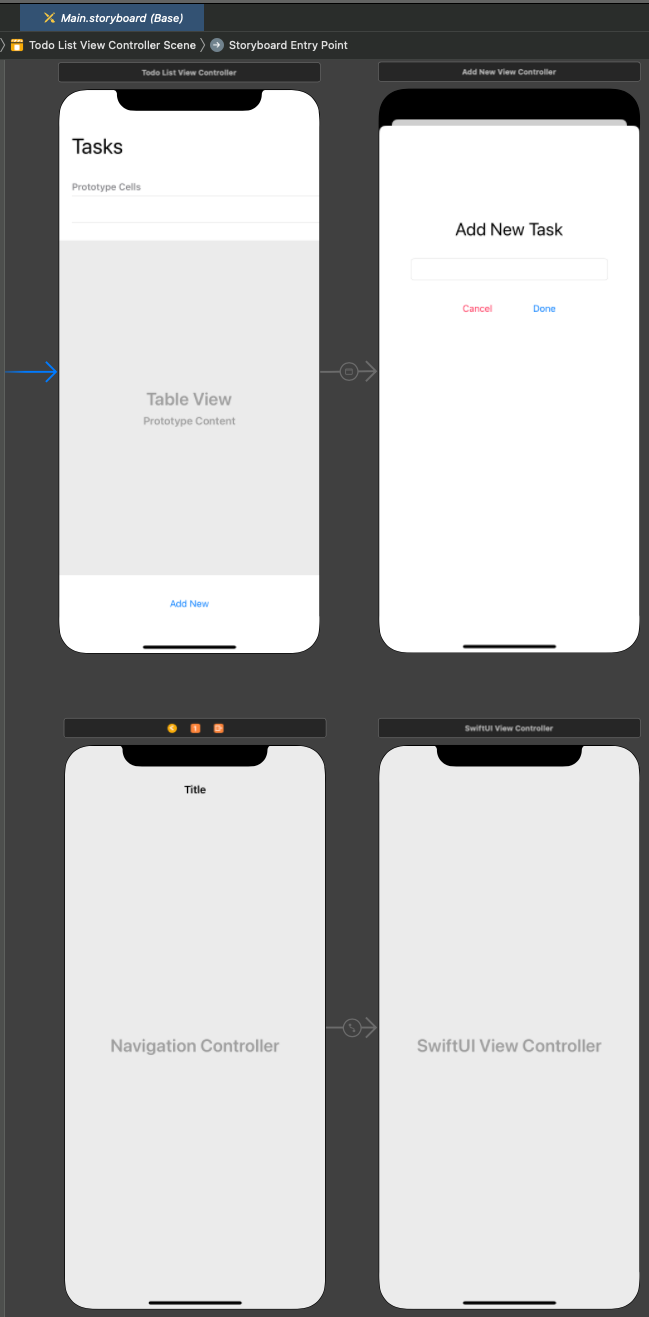 Main.storyboard (Base)
Todo List View Controller Scene
Storyboard Entry Point
Todo List View Controller
Tasks
Prototype Cells
Table View
Prototype Content
Add New
Add New View Controller
Add New Task
Cancel
Done
Title
Navigation Controller
SwiftUI View Controller
SwiftUI View Controller